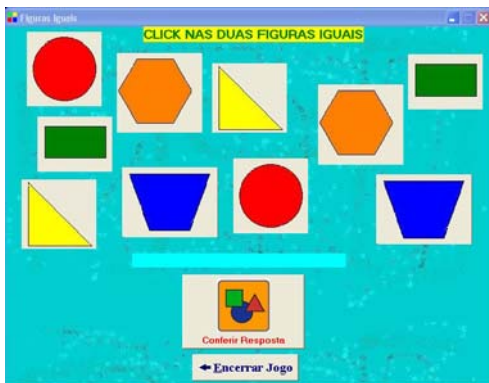 Figuras Iguais
CLICK NAS DUAS FIGURAS IGUAIS
Conferir Resposta
Encerrar Jogo